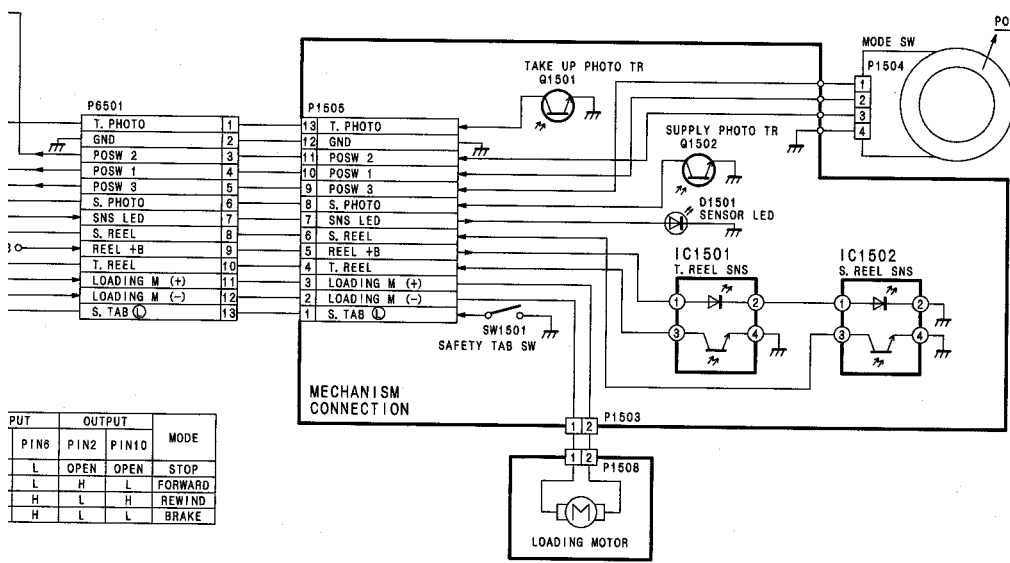 PO
MODE SW
P1504
1
2
3
4
TAKE UP PHOTO TR
Q1501
SUPPLY PHOTO TR
Q1502
D1501
SENSOR LED
P6501
T. PHOTO 1
GND 2
POSW 2 3
POSW 1 4
POSW 3 5
S. PHOTO 6
SNS LED 7
S. REEL 8
REEL +B 9
T. REEL 10
LOADING M (+) 11
LOADING M (-) 12
S. TAB Ⓛ 13
P1505
13 T. PHOTO
12 GND
11 POSW 2
10 POSW 1
9 POSW 3
8 S. PHOTO
7 SNS LED
6 S. REEL
5 REEL +B
4 T. REEL
3 LOADING M (+)
2 LOADING M (-)
1 S. TAB Ⓛ
SW1501
SAFETY TAB SW
IC1501
T. REEL SNS
1 2
3 4
IC1502
S. REEL SNS
1 2
3 4
MECHANISM
CONNECTION
1 2 P1503
1 2 P1508
M
LOADING MOTOR
PUT OUTPUT MODE
PIN6 PIN2 PIN10
L OPEN OPEN STOP
L H L FORWARD
H L H REWIND
H L L BRAKE